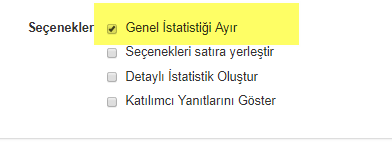 Seçenekler Genel İstatistiği Ayır
Seçenekleri satıra yerleştir
Detaylı İstatistik Oluştur
Katılımcı Yanıtlarını Göster